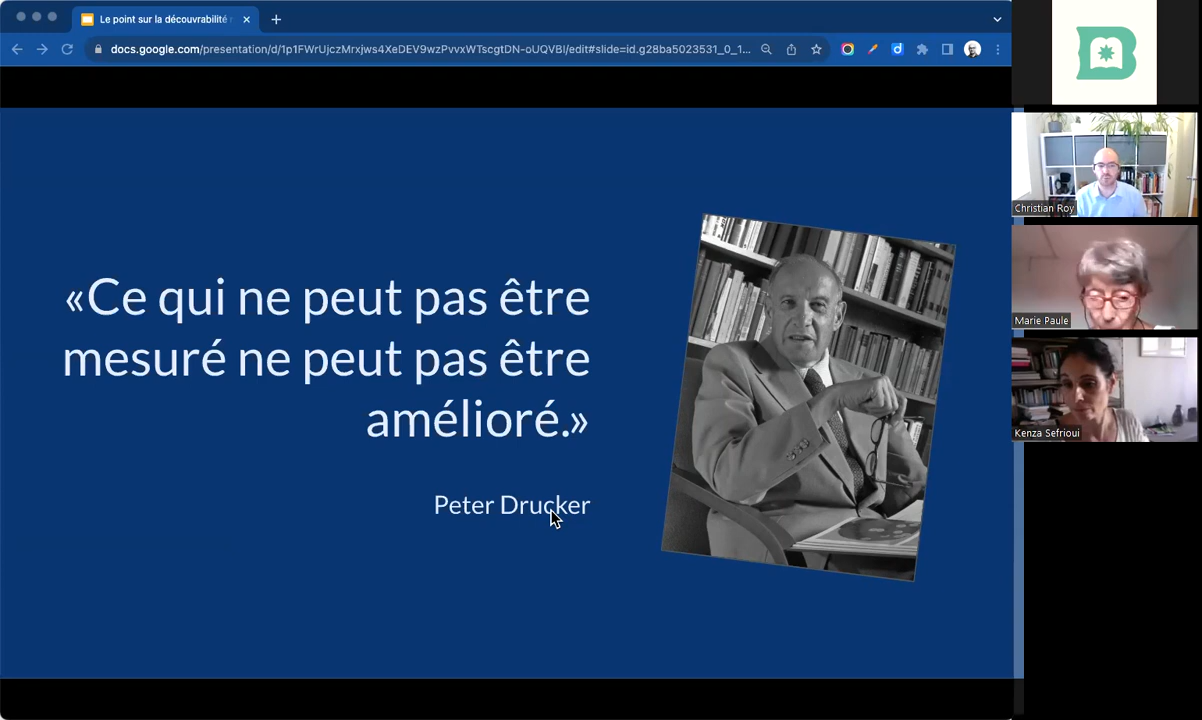 Le point sur la découvrabilité
docs.google.com/presentation/d/1p1FWrUjczMrxjws4XeDEV9wzPvvxWTscgtDN-oUQVBI/edit#slide=id.g28ba5023531_0_1...
«Ce qui ne peut pas être
mesuré ne peut pas être
amélioré.»
Peter Drucker
Christian Roy
Marie Paule
Kenza Sefrioui